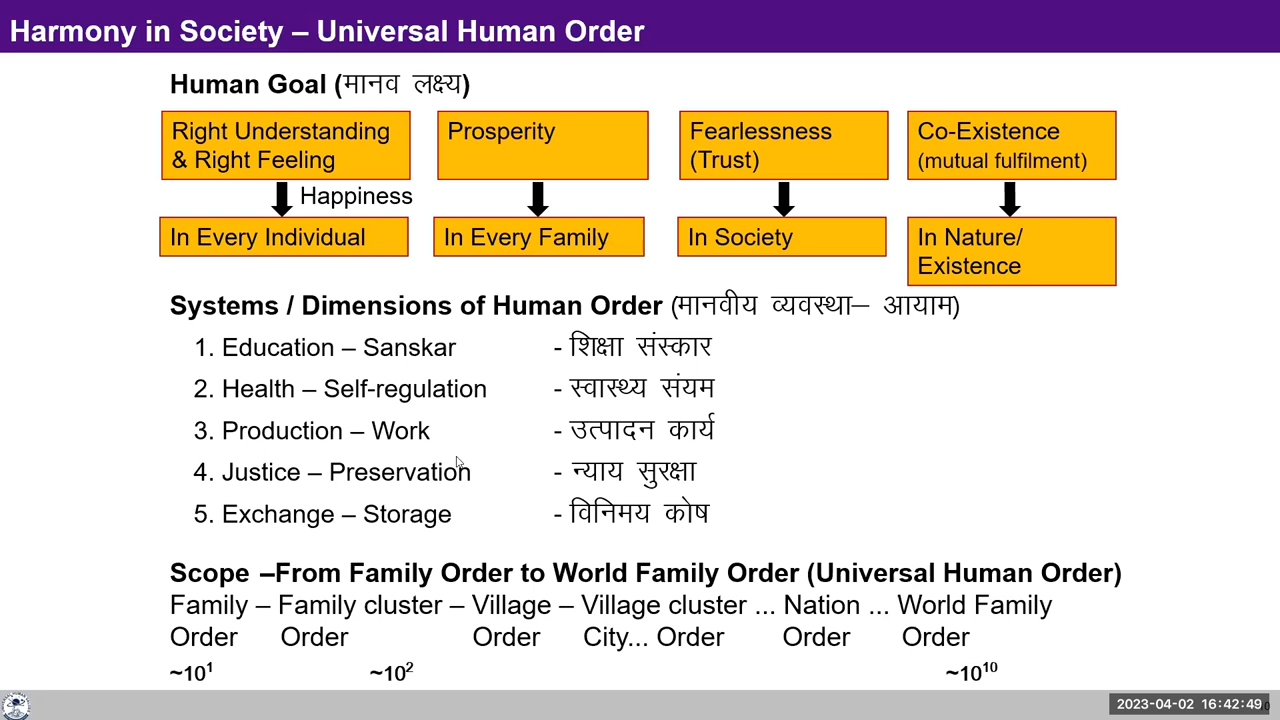 Harmony in Society – Universal Human Order
Human Goal (मानव लक्ष्य)
Right Understanding
& Right Feeling
Prosperity
Fearlessness
(Trust)
Co-Existence
(mutual fulfilment)
Happiness
In Every Individual
In Every Family
In Society
In Nature/
Existence
Systems / Dimensions of Human Order (मानवीय व्यवस्था– आयाम)
1. Education – Sanskar - शिक्षा संस्कार
2. Health – Self-regulation - स्वास्थ्य संयम
3. Production – Work - उत्पादन कार्य
4. Justice – Preservation - न्याय सुरक्षा
5. Exchange – Storage - विनिमय कोष
Scope –From Family Order to World Family Order (Universal Human Order)
Family – Family cluster – Village – Village cluster ... Nation ... World Family
Order Order Order City... Order Order Order
~10¹ ~10² ~10¹⁰
2023-04-02 16:42:49